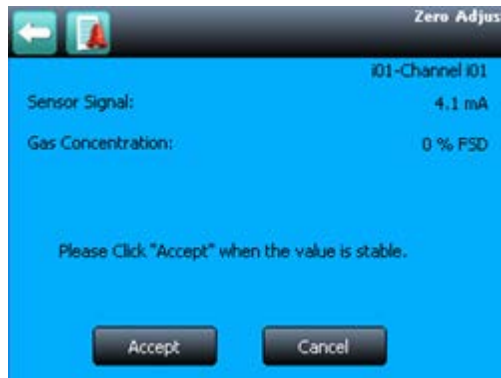 Zero Adjus
i01-Channel i01
Sensor Signal: 4.1 mA
Gas Concentration: 0 % FSD
Please Click "Accept" when the value is stable.
Accept Cancel